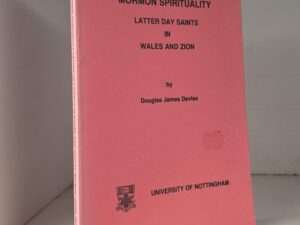 MORMON SPIRITUALITY
LATTER DAY SAINTS
IN
WALES AND ZION
by
Douglas James Davies
UNIVERSITY OF NOTTINGHAM